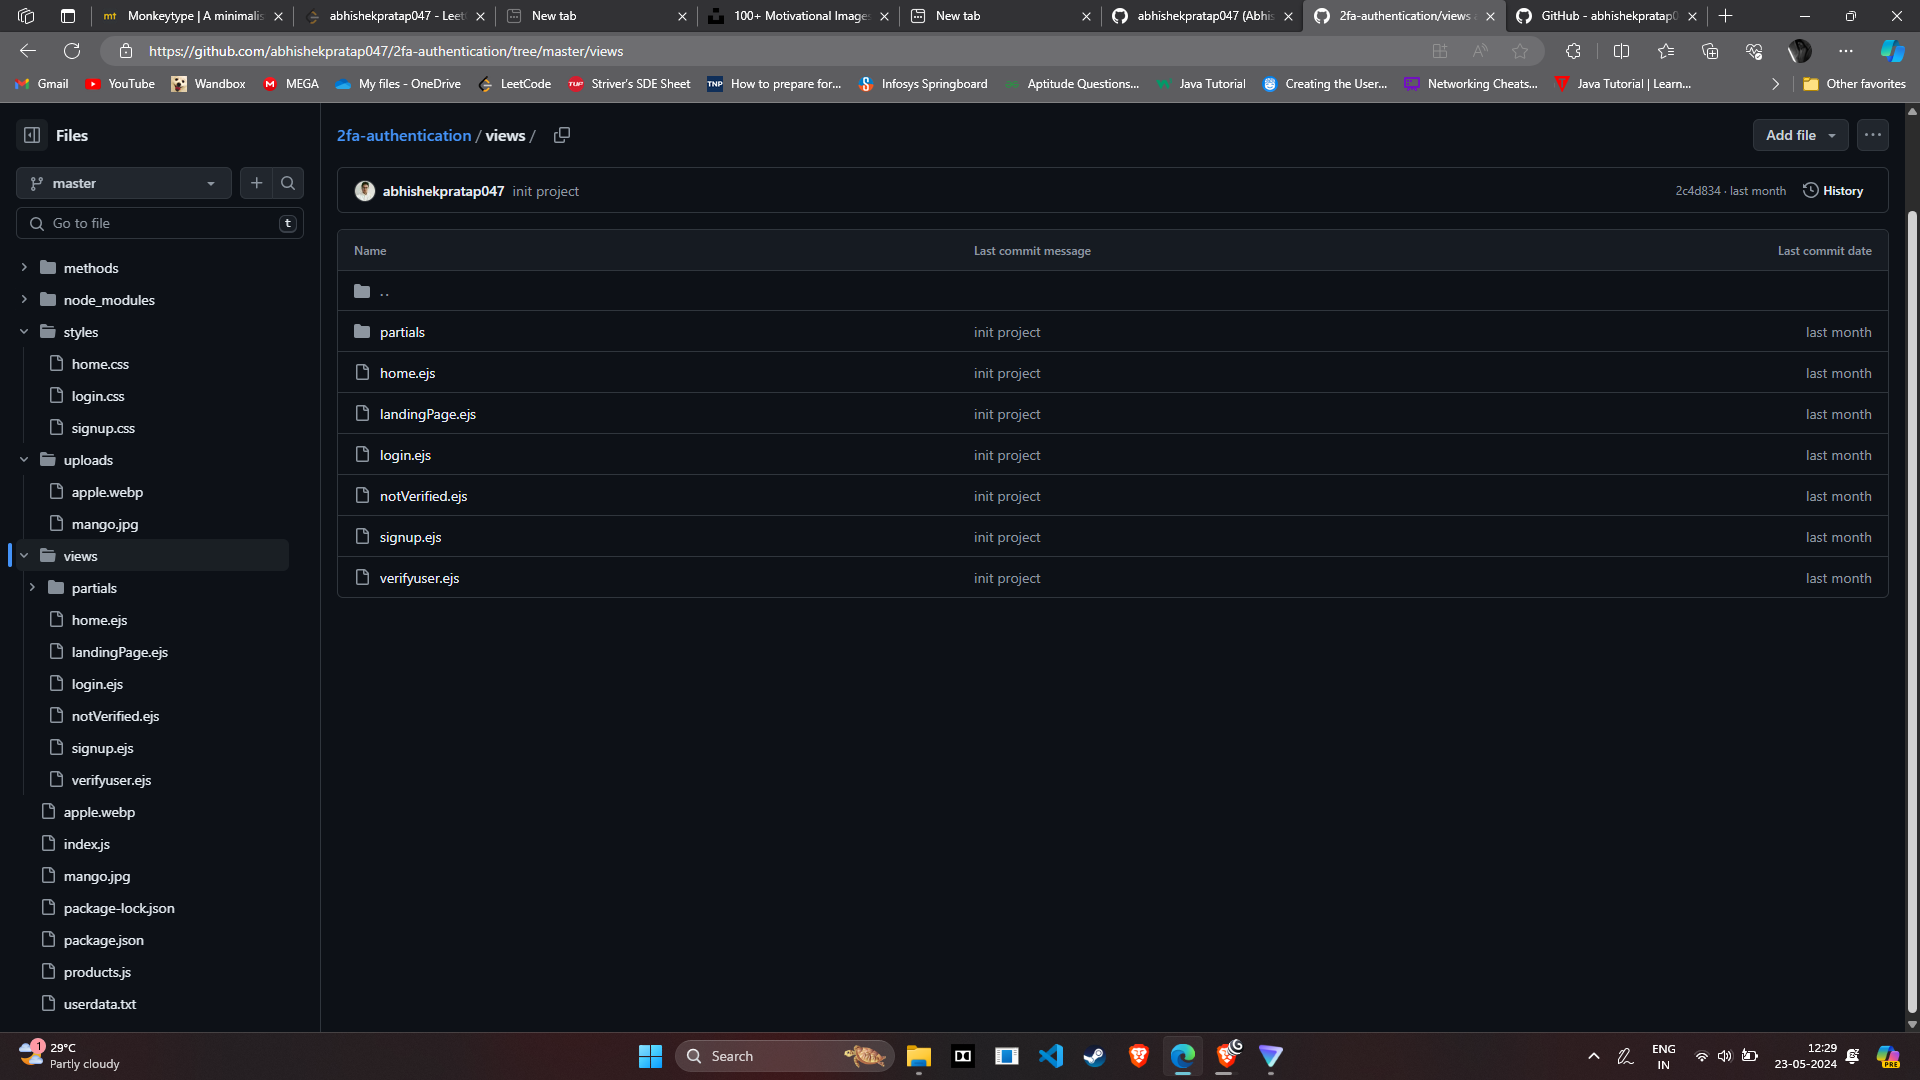 mt Monkeytype | A minimalis
abhishekpratap047 - Leet
New tab
100+ Motivational Images
New tab
abhishekpratap047 (Abhis
2fa-authentication/views a
GitHub - abhishekpratap0
https://github.com/abhishekpratap047/2fa-authentication/tree/master/views
Gmail
YouTube
Wandbox
MEGA
My files - OneDrive
LeetCode
Striver's SDE Sheet
TNP How to prepare for...
Infosys Springboard
Aptitude Questions...
Java Tutorial
Creating the User...
Networking Cheats...
Java Tutorial | Learn...
Other favorites
Files
master
Go to file
t
methods
node_modules
styles
home.css
login.css
signup.css
uploads
apple.webp
mango.jpg
views
partials
home.ejs
landingPage.ejs
login.ejs
notVerified.ejs
signup.ejs
verifyuser.ejs
apple.webp
index.js
mango.jpg
package-lock.json
package.json
products.js
userdata.txt
2fa-authentication / views /
Add file
abhishekpratap047 init project
2c4d834 · last month
History
Name Last commit message Last commit date
..
partials init project last month
home.ejs init project last month
landingPage.ejs init project last month
login.ejs init project last month
notVerified.ejs init project last month
signup.ejs init project last month
verifyuser.ejs init project last month
1
29°C
Partly cloudy
Search
ENG
IN
12:29
23-05-2024
PRE